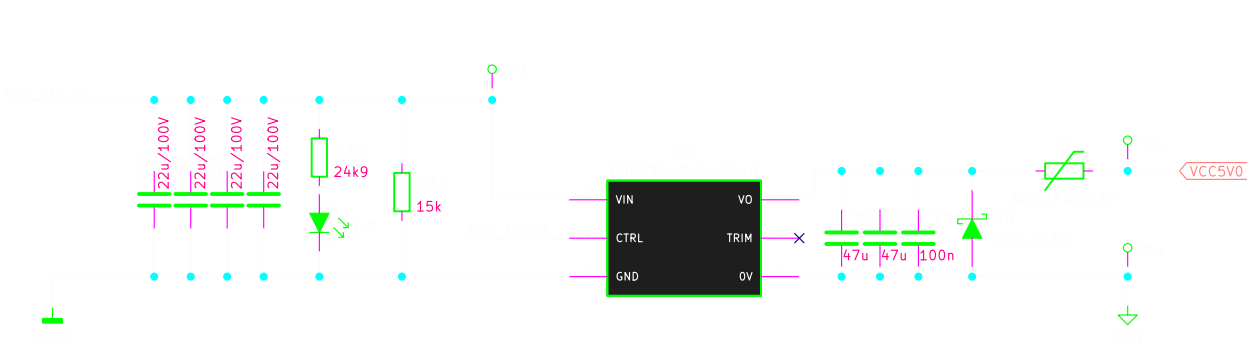 22u/100V
22u/100V
22u/100V
22u/100V
24k9
15k
VIN
CTRL
GND
VO
TRIM
0V
47u
47u
100n
VCC5V0